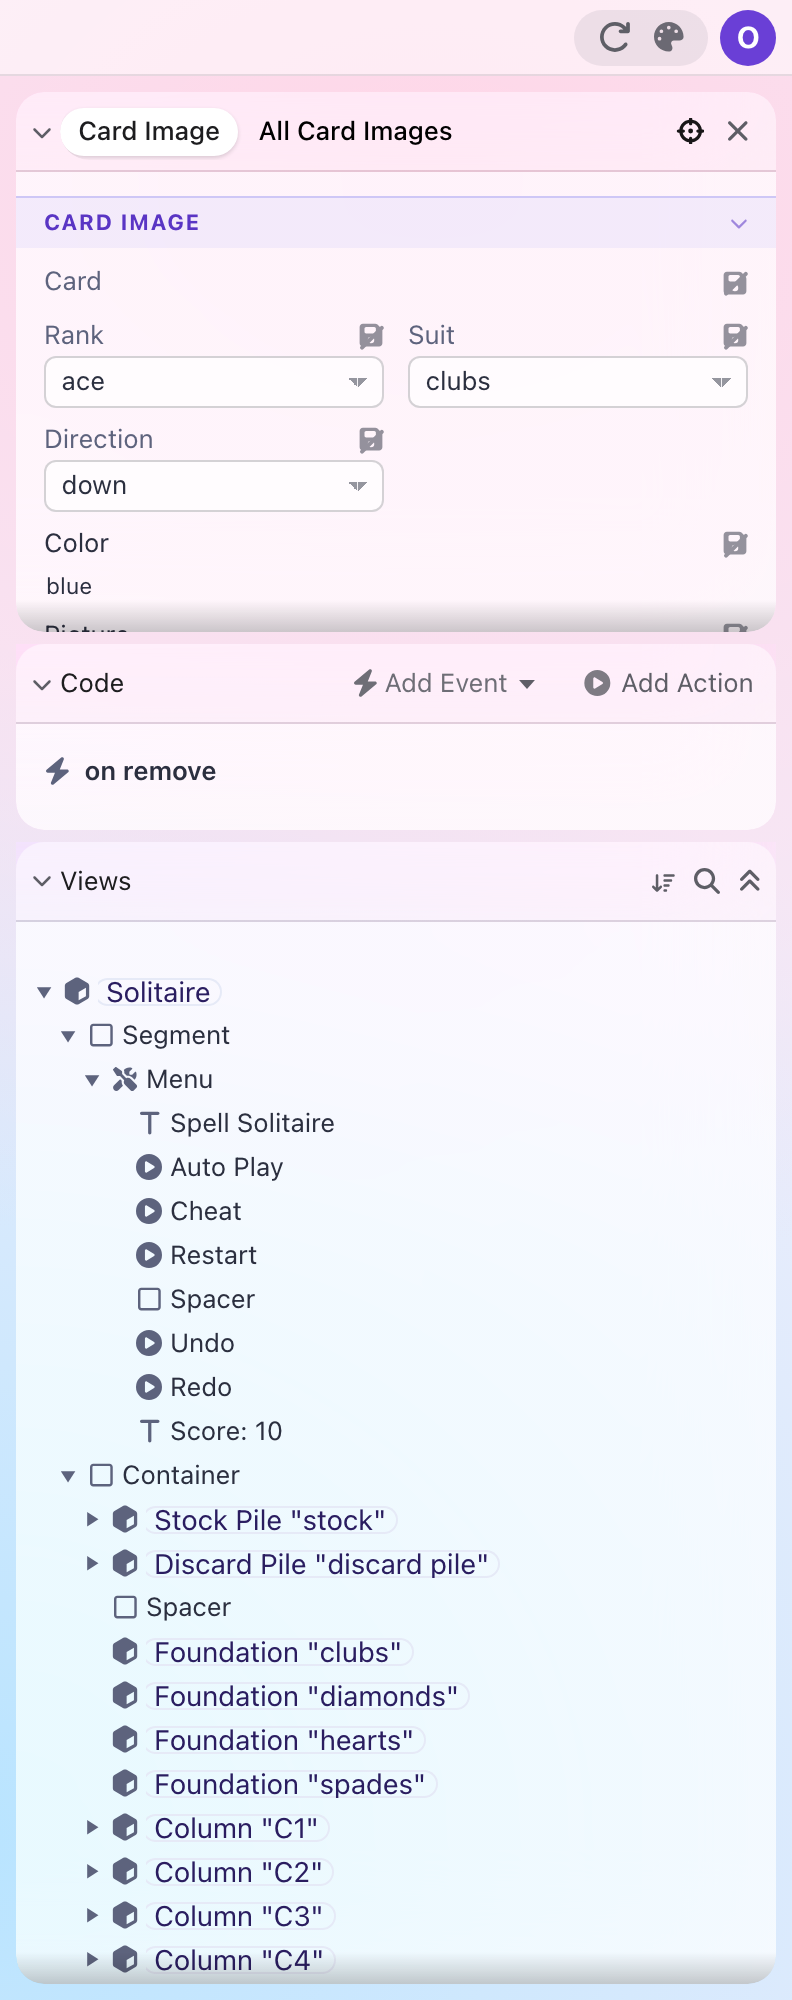 O
Card Image All Card Images
CARD IMAGE
Card
Rank Suit
ace clubs
Direction
down
Color
blue
Picture
Code Add Event Add Action
on remove
Views
Solitaire
Segment
Menu
Spell Solitaire
Auto Play
Cheat
Restart
Spacer
Undo
Redo
Score: 10
Container
Stock Pile "stock"
Discard Pile "discard pile"
Spacer
Foundation "clubs"
Foundation "diamonds"
Foundation "hearts"
Foundation "spades"
Column "C1"
Column "C2"
Column "C3"
Column "C4"